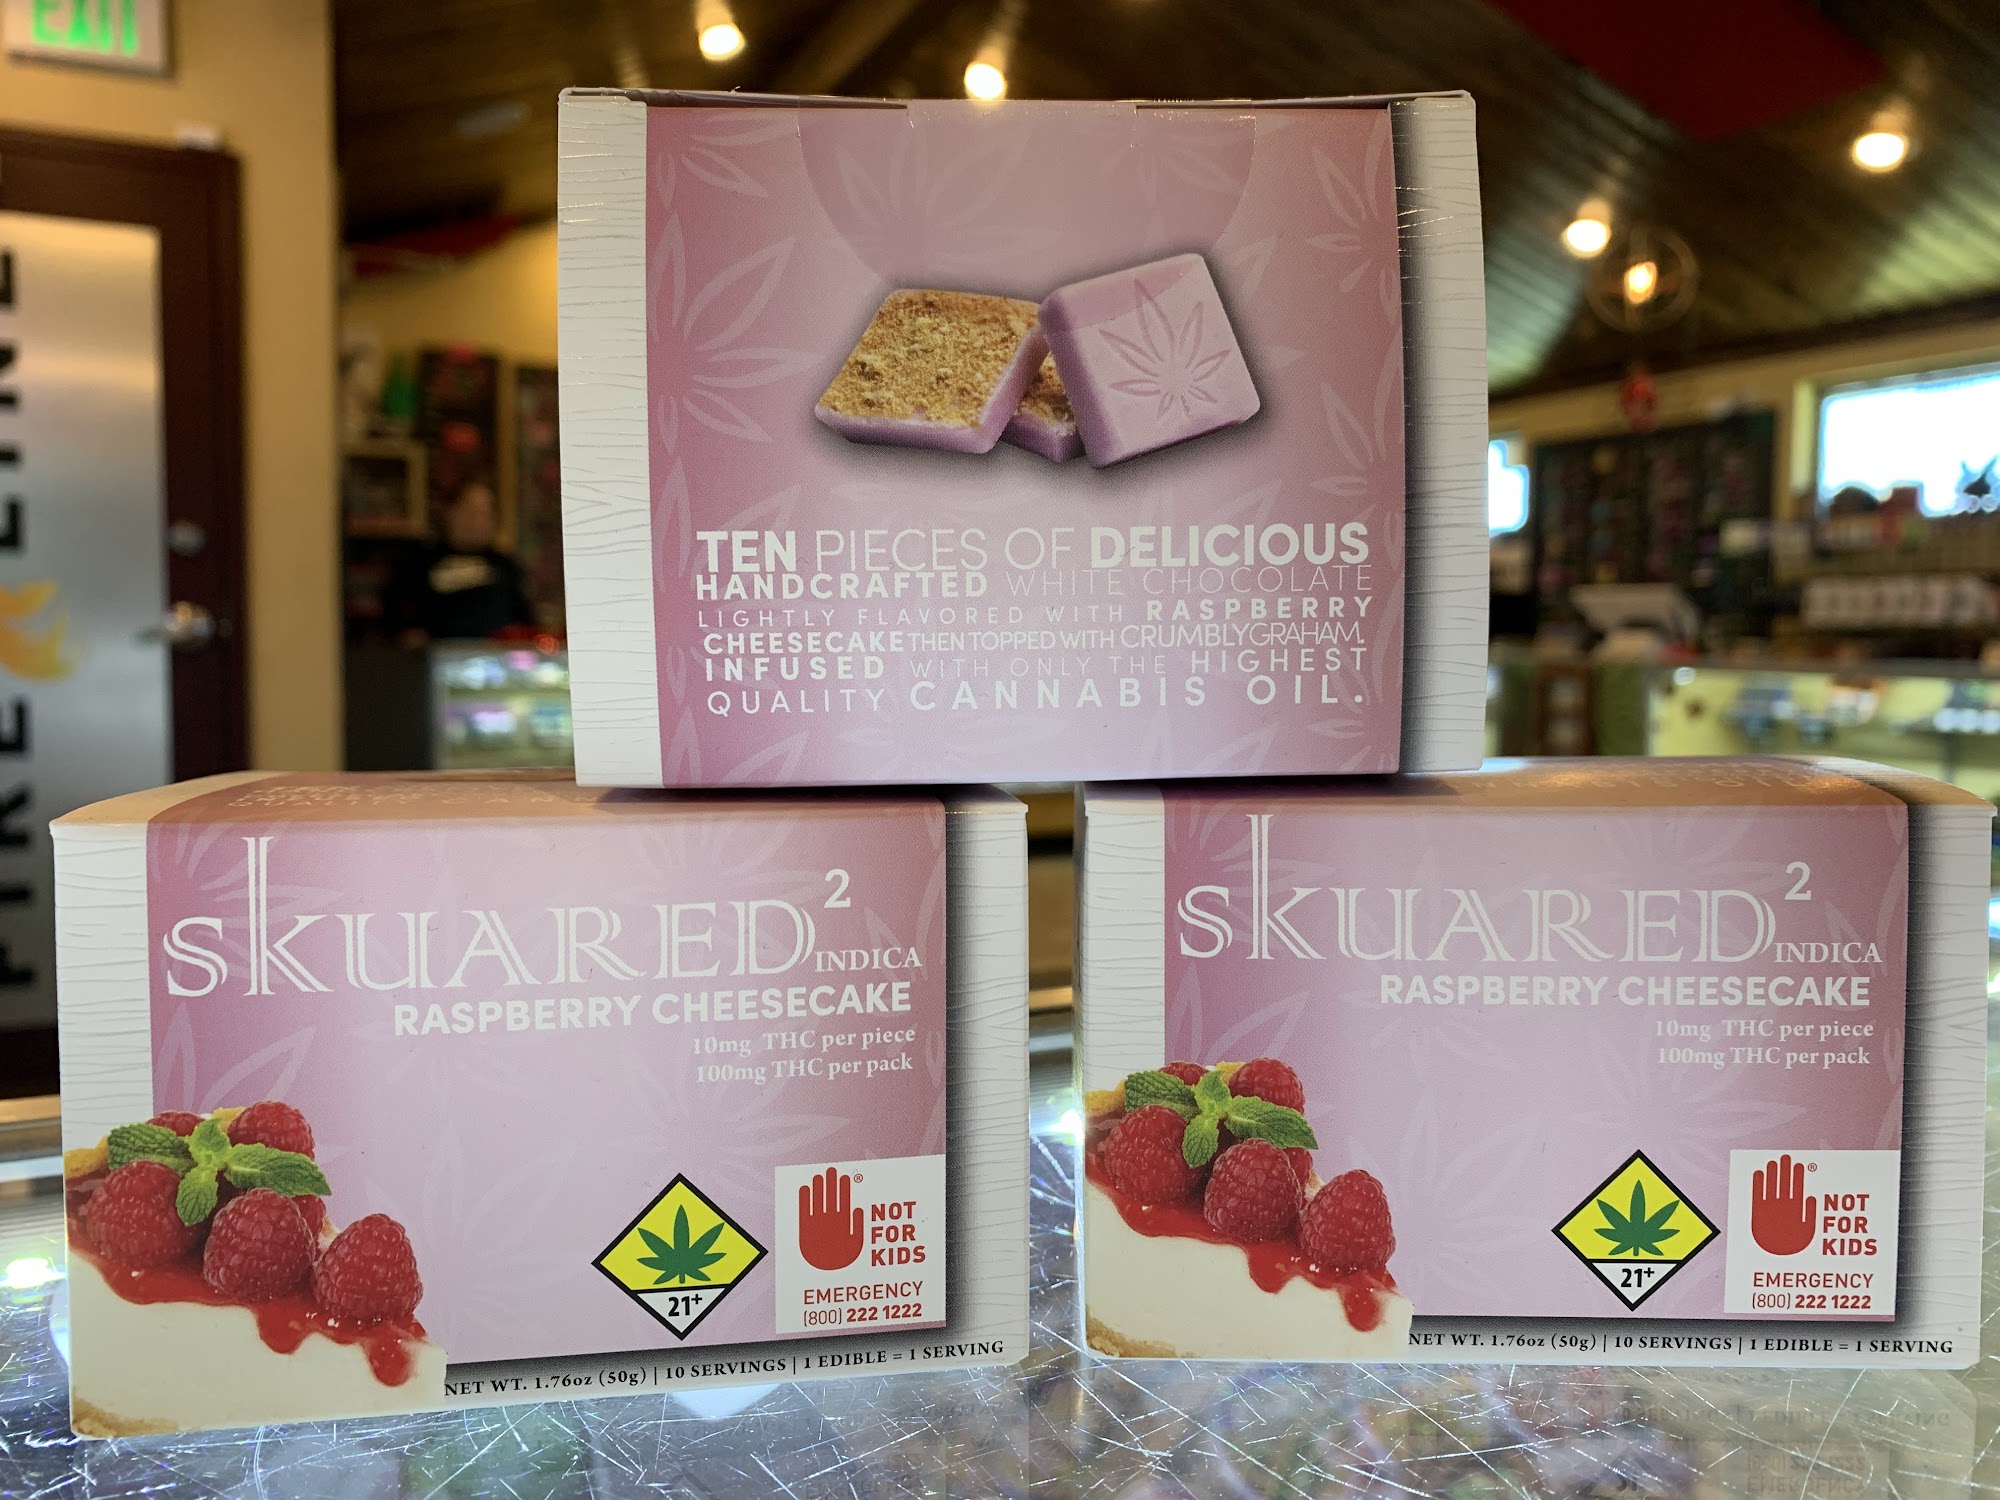 EXIT
FIRELINE
TEN PIECES OF DELICIOUS
HANDCRAFTED WHITE CHOCOLATE
LIGHTLY FLAVORED WITH RASPBERRY
CHEESECAKE THEN TOPPED WITH CRUMBLY GRAHAM.
INFUSED WITH ONLY THE HIGHEST
QUALITY CANNABIS OIL.
SKUARED²
INDICA
RASPBERRY CHEESECAKE
10mg THC per piece
100mg THC per pack
21+
®
NOT
FOR
KIDS
EMERGENCY
(800) 222 1222
NET WT. 1.76oz (50g) | 10 SERVINGS | 1 EDIBLE = 1 SERVING
SKUARED²
INDICA
RASPBERRY CHEESECAKE
10mg THC per piece
100mg THC per pack
21+
®
NOT
FOR
KIDS
EMERGENCY
(800) 222 1222
NET WT. 1.76oz (50g) | 10 SERVINGS | 1 EDIBLE = 1 SERVING